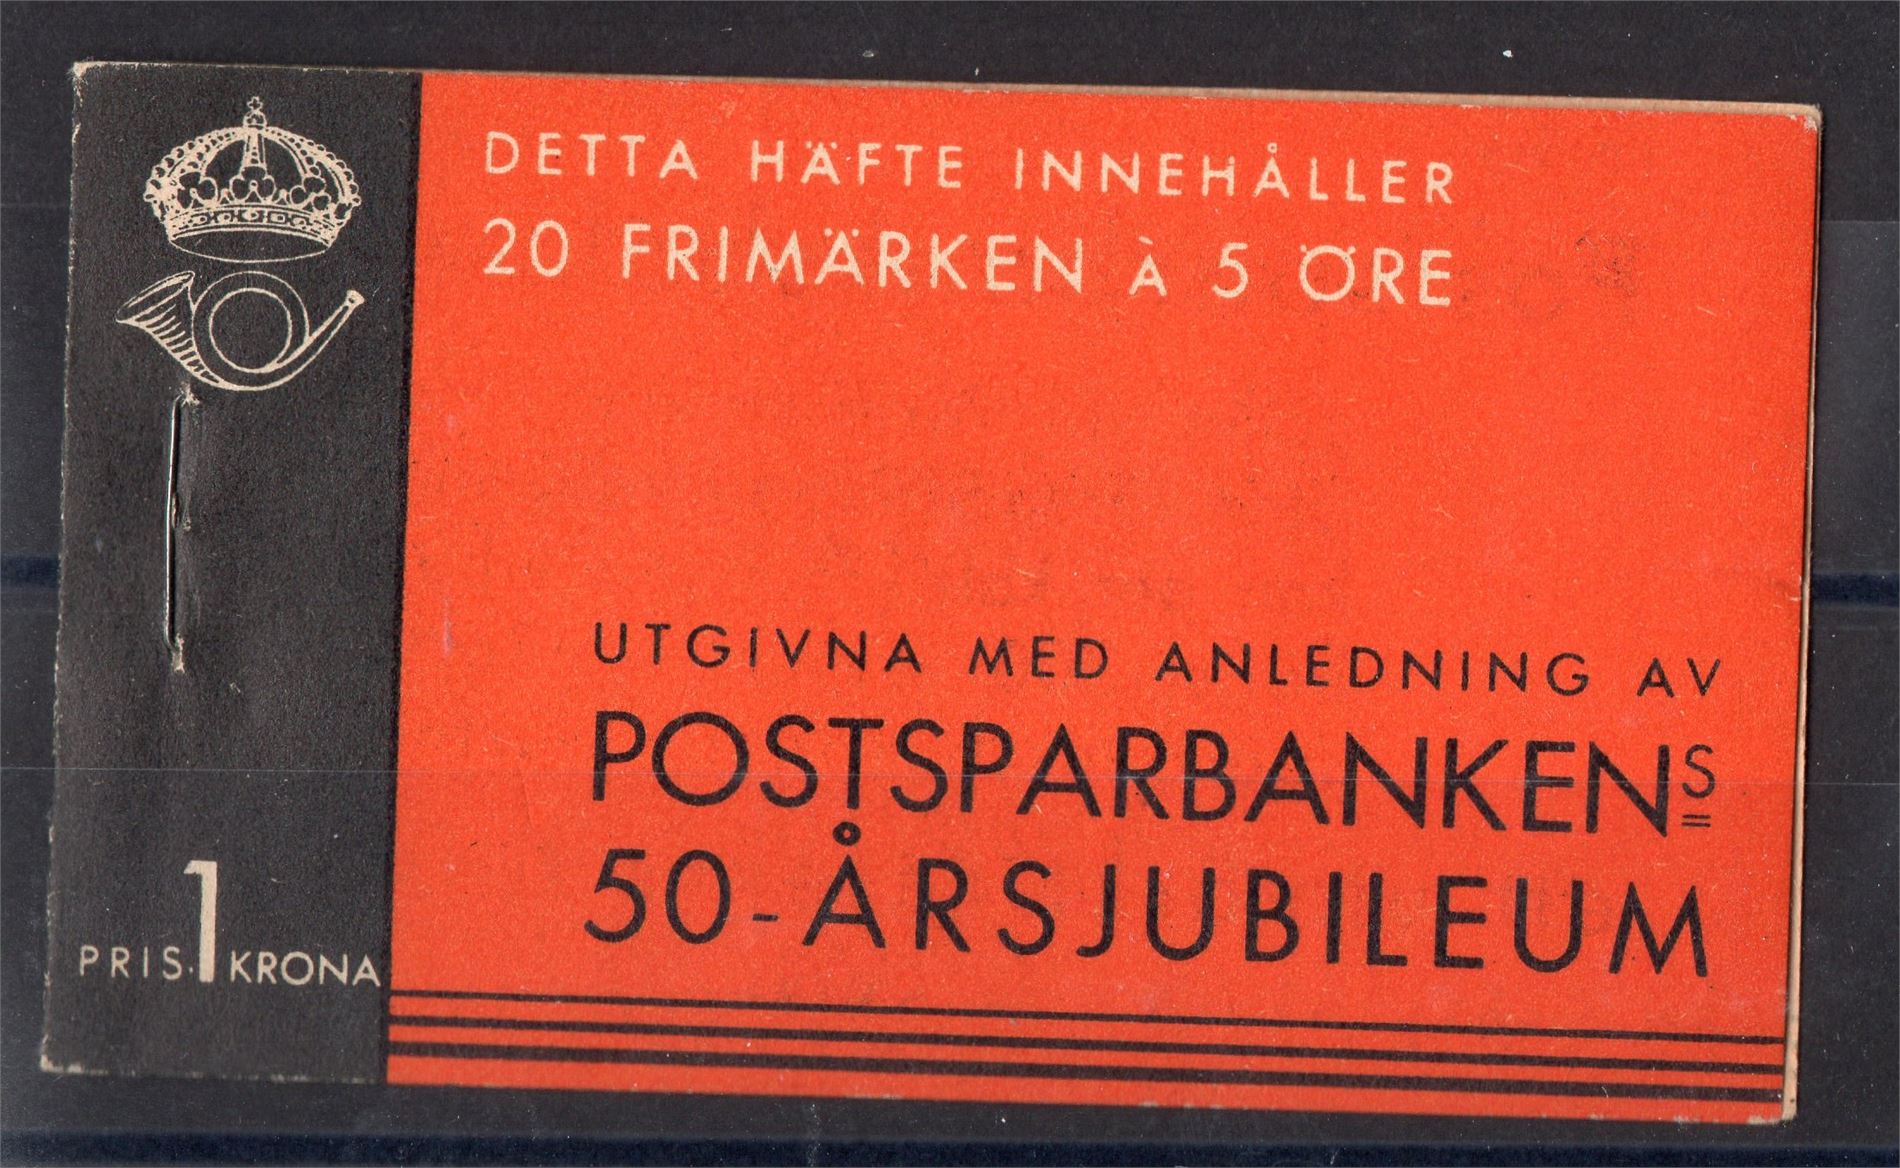 DETTA HÄFTE INNEHÅLLER
20 FRIMÄRKEN À 5 ÖRE
UTGIVNA MED ANLEDNING AV
POSTSPARBANKENS
50-ÅRSJUBILEUM
PRIS 1 KRONA